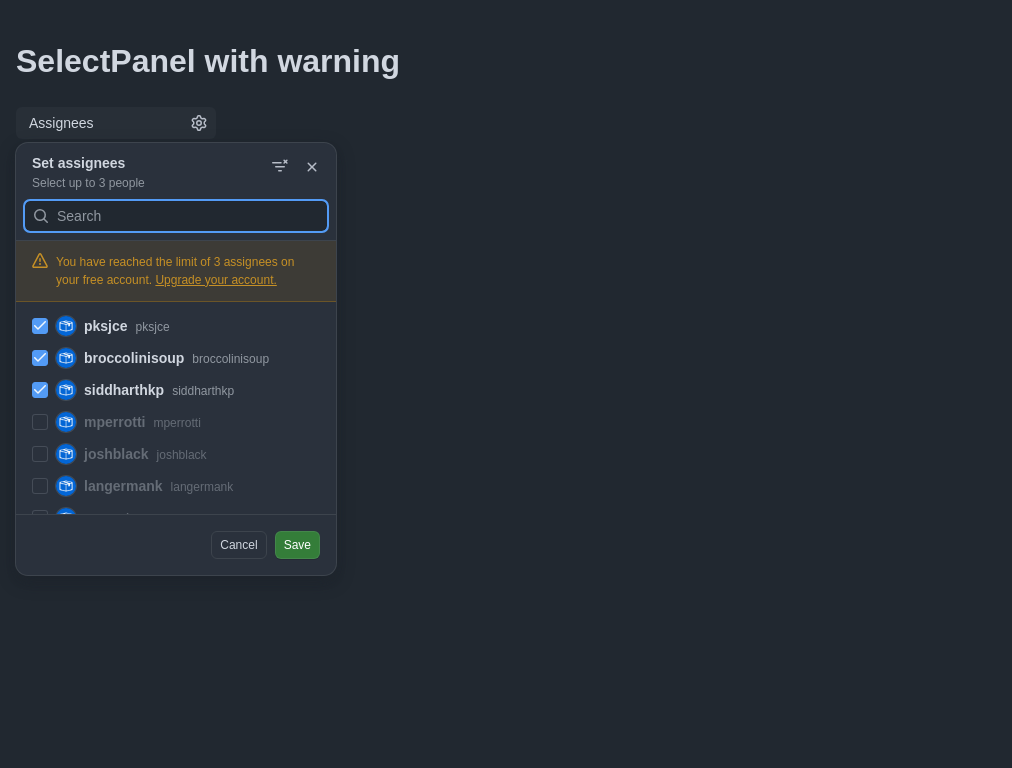 SelectPanel with warning
Assignees
Set assignees
Select up to 3 people
Search
You have reached the limit of 3 assignees on
your free account. Upgrade your account.
pksjce pksjce
broccolinisoup broccolinisoup
siddharthkp siddharthkp
mperrotti mperrotti
joshblack joshblack
langermank langermank
Cancel Save